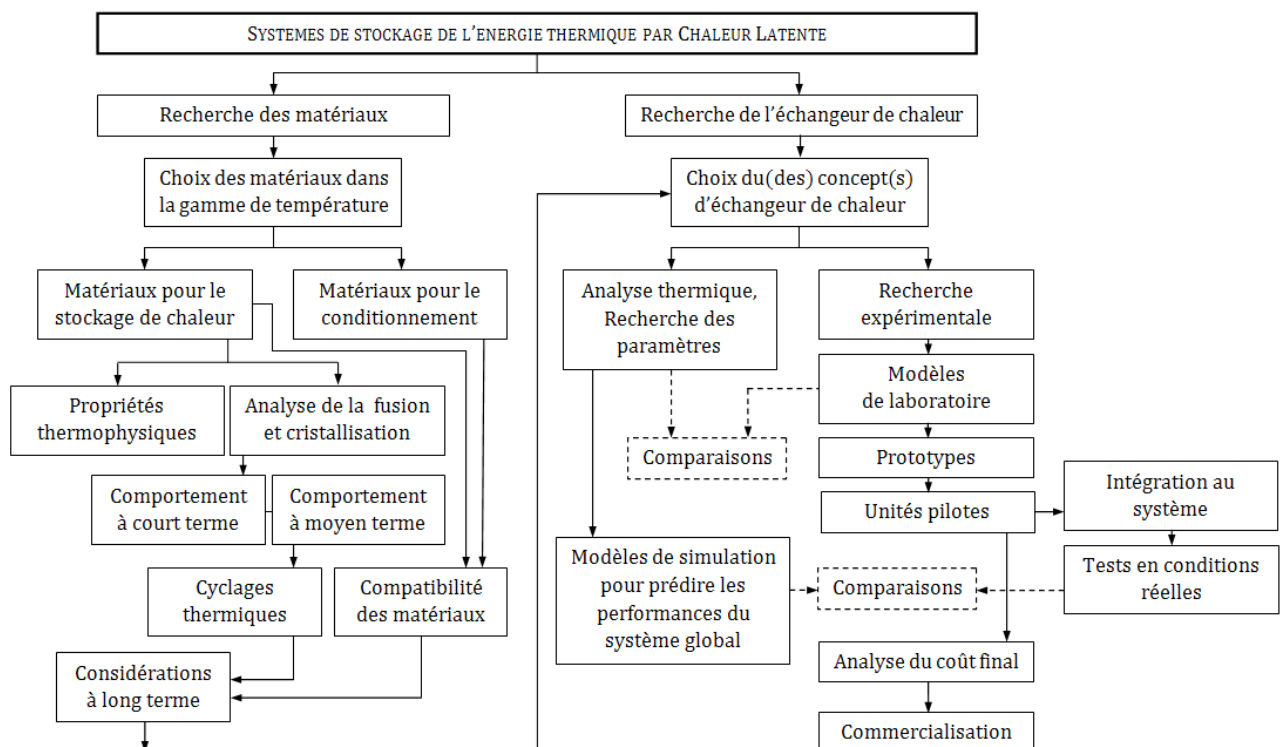 SYSTEMES DE STOCKAGE DE L'ENERGIE THERMIQUE PAR CHALEUR LATENTE
Recherche des matériaux
Recherche de l'échangeur de chaleur
Choix des matériaux dans
la gamme de température
Choix du(des) concept(s)
d'échangeur de chaleur
Matériaux pour le
stockage de chaleur
Matériaux pour le
conditionnement
Analyse thermique,
Recherche des
paramètres
Recherche
expérimentale
Propriétés
thermophysiques
Analyse de la fusion
et cristallisation
Modèles
de laboratoire
Comparaisons
Prototypes
Comportement
à court terme
Comportement
à moyen terme
Unités pilotes
Intégration au
système
Cyclages
thermiques
Compatibilité
des matériaux
Modèles de simulation
pour prédire les
performances du
système global
Comparaisons
Tests en conditions
réelles
Considérations
à long terme
Analyse du coût final
Commercialisation